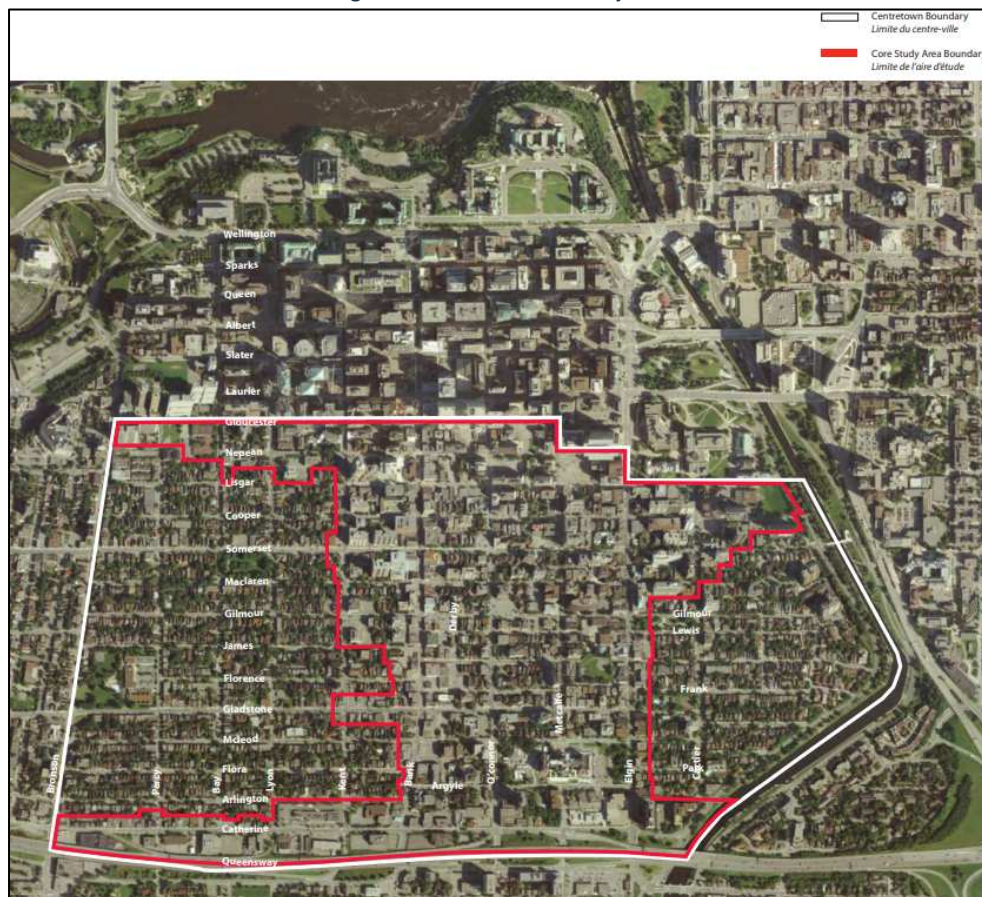 Centretown Boundary
Limite du centre-ville
Core Study Area Boundar
Limite de l'aire d'étude
Wellington
Sparks
Queen
Albert
Slater
Laurier
Gloucester
Nepean
Lisgar
Cooper
Somerset
Maclaren
Gilmour
James
Florence
Gladstone
Mcleod
Flora
Arlington
Catherine
Queensway
Bronson
Percy
Bay
Lyon
Kent
Bank
Derby
Argyle
O'connor
Metcalfe
Elgin
Cartier
Gilmour
Lewis
Frank
Park